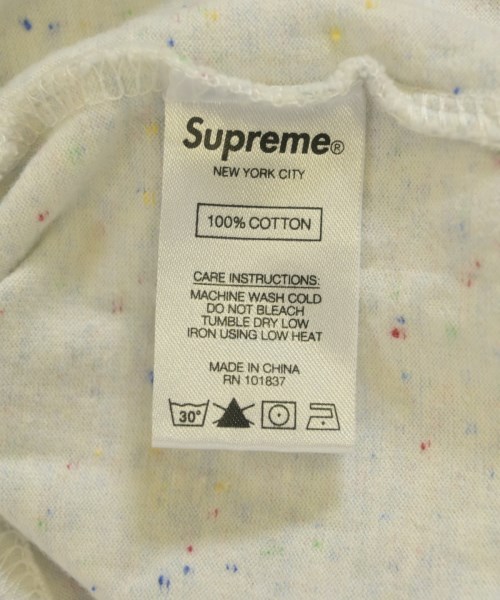 Supreme®
NEW YORK CITY
100% COTTON
CARE INSTRUCTIONS:
MACHINE WASH COLD
DO NOT BLEACH
TUMBLE DRY LOW
IRON USING LOW HEAT
MADE IN CHINA
RN 101837
30°